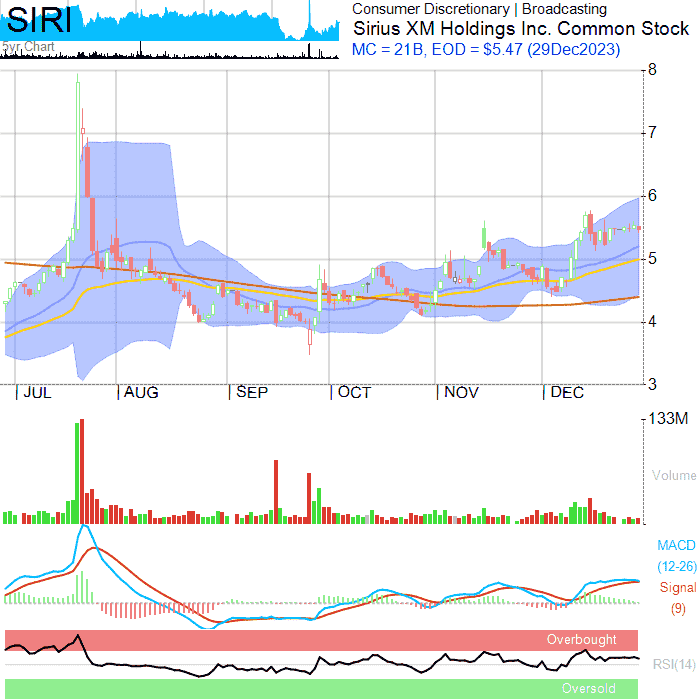 SIRI
5yr Chart
Consumer Discretionary | Broadcasting
Sirius XM Holdings Inc. Common Stock
MC = 21B, EOD = $5.47 (29Dec2023)
8
7
6
5
4
3
JUL
AUG
SEP
OCT
NOV
DEC
133M
Volume
MACD
(12-26)
Signal
(9)
Overbought
RSI(14)
Oversold